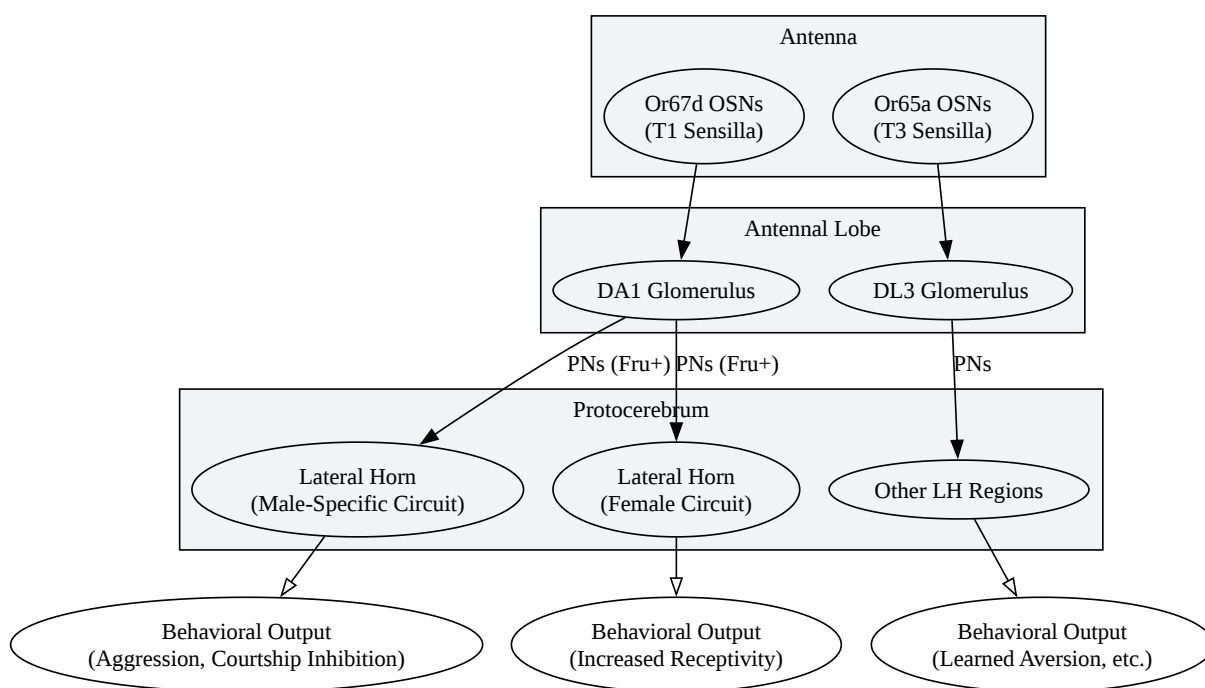 Antenna
Or67d OSNs
(T1 Sensilla)
Or65a OSNs
(T3 Sensilla)
Antennal Lobe
DA1 Glomerulus
DL3 Glomerulus
PNs (Fru+)
PNs (Fru+)
PNs
Protocerebrum
Lateral Horn
(Male-Specific Circuit)
Lateral Horn
(Female Circuit)
Other LH Regions
Behavioral Output
(Aggression, Courtship Inhibition)
Behavioral Output
(Increased Receptivity)
Behavioral Output
(Learned Aversion, etc.)